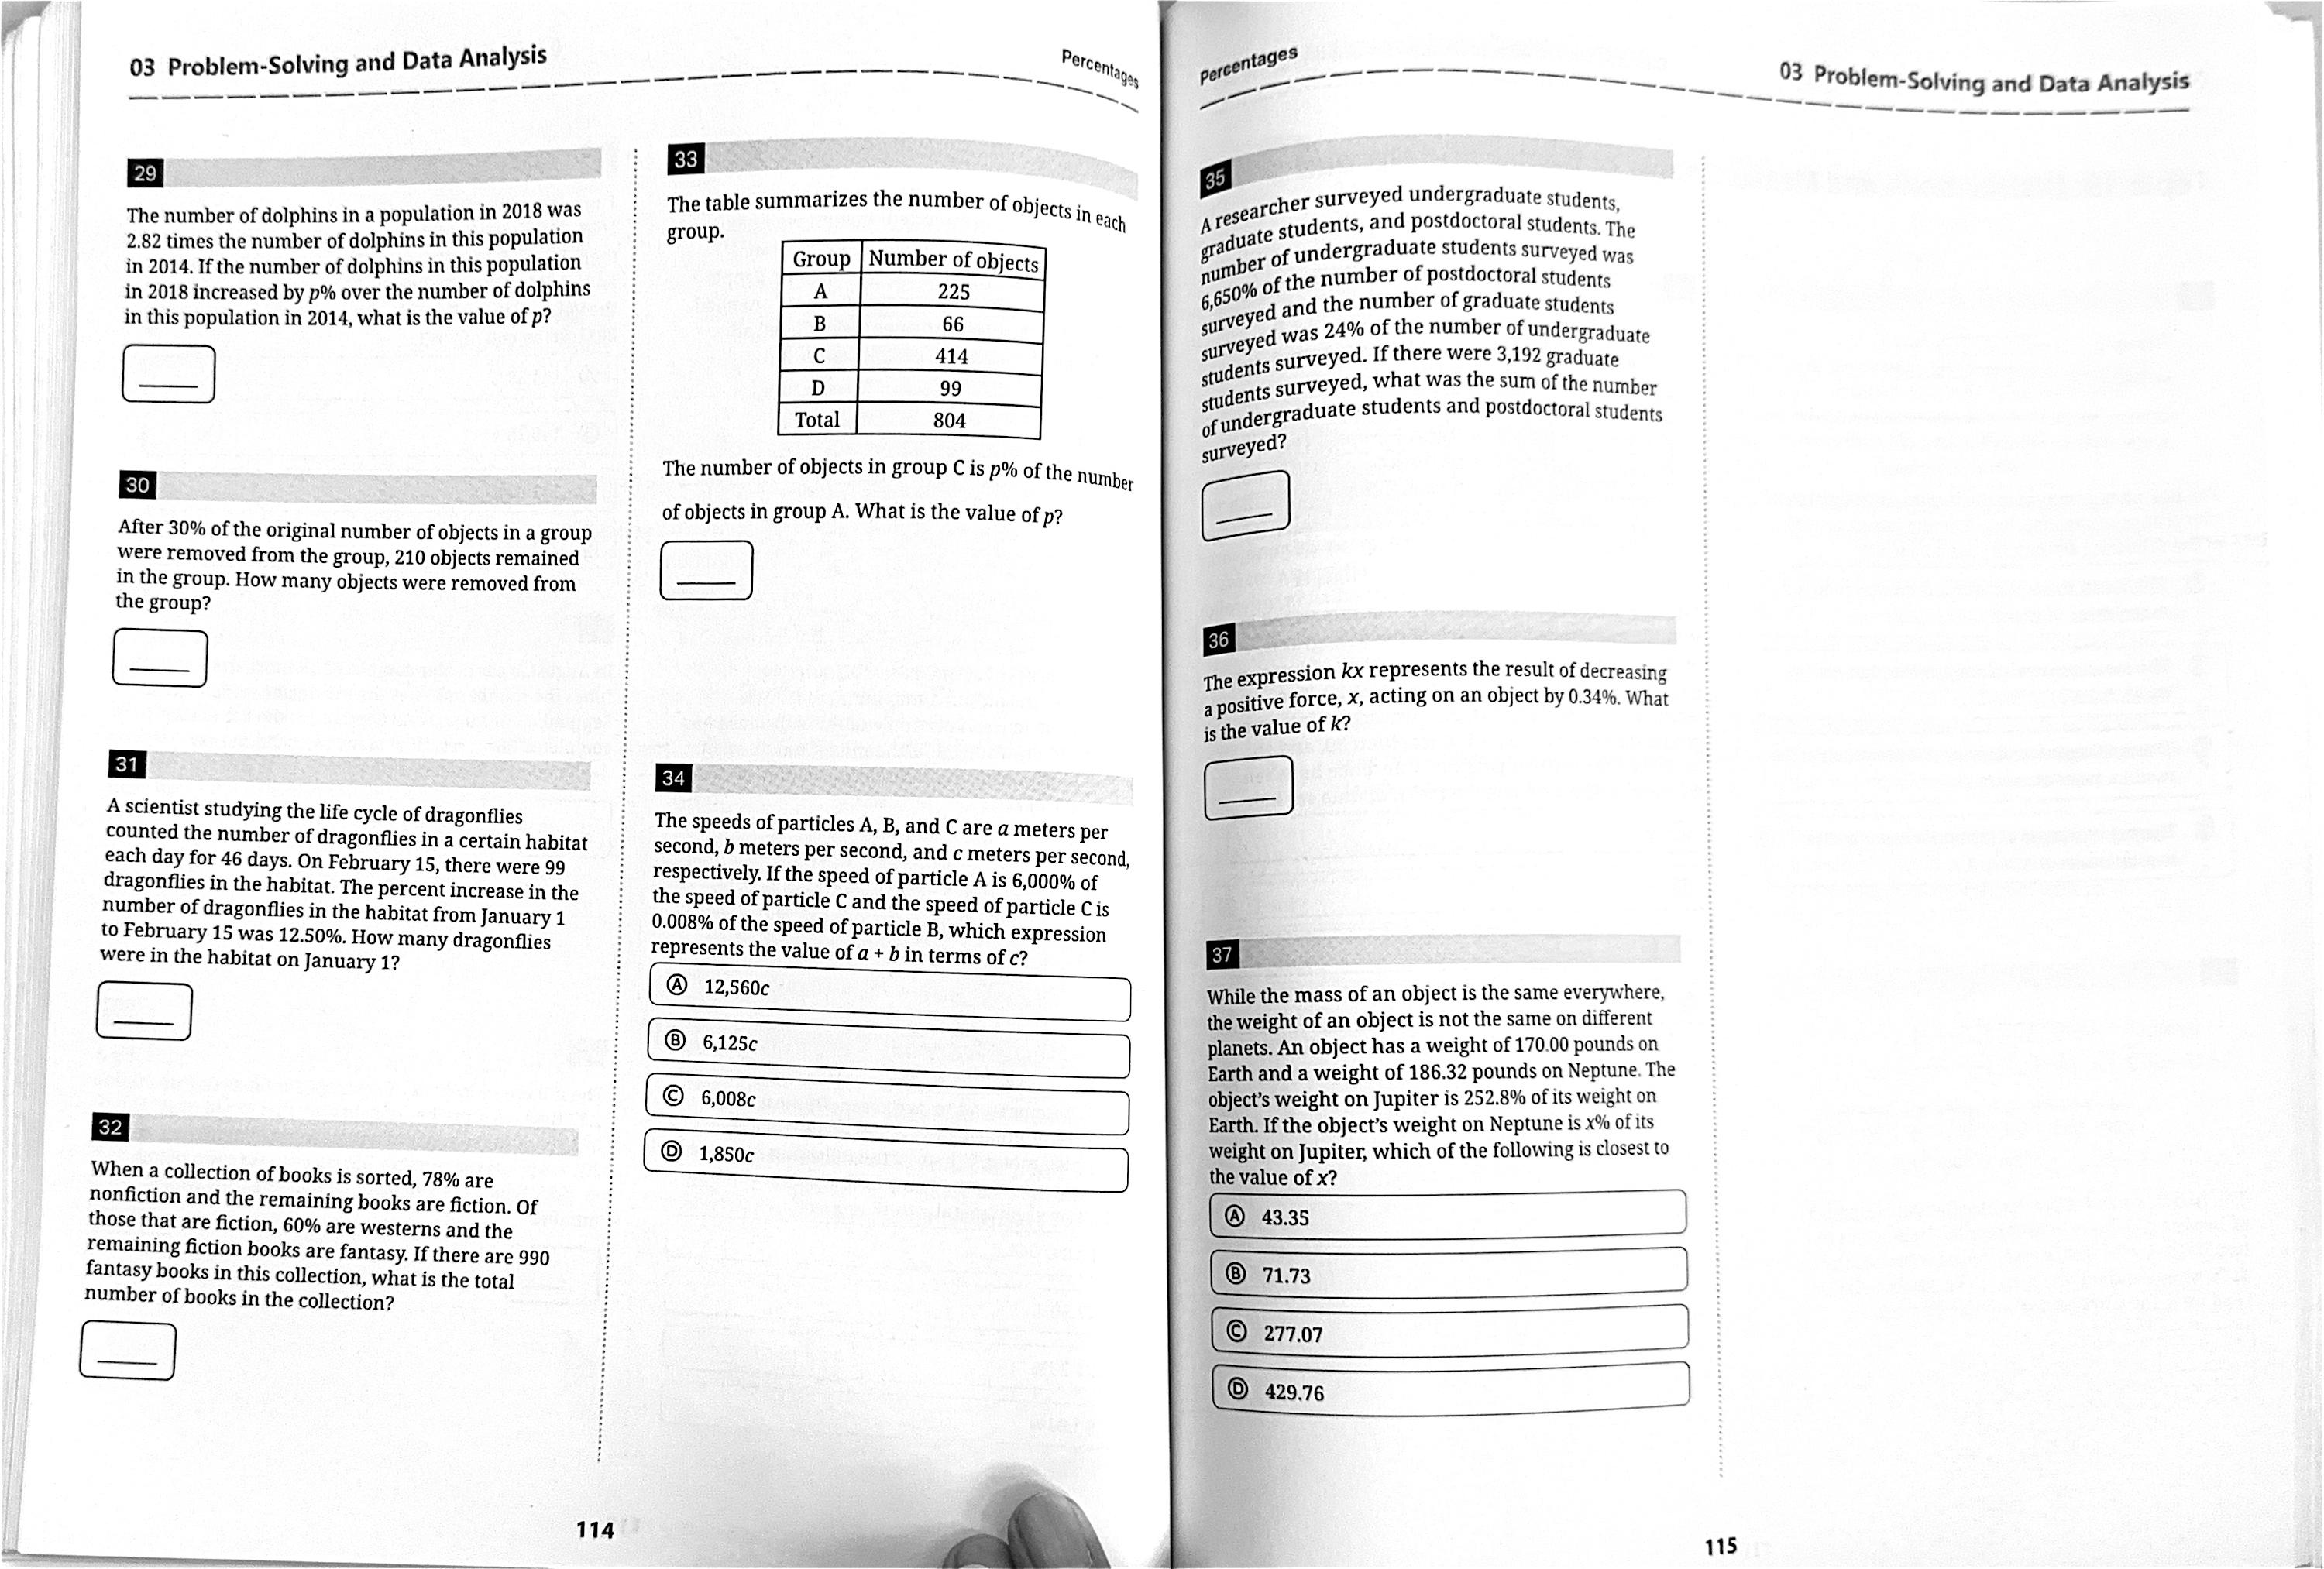 03 Problem-Solving and Data Analysis
Percentages
29
The number of dolphins in a population in 2018 was
2.82 times the number of dolphins in this population
in 2014. If the number of dolphins in this population
in 2018 increased by p% over the number of dolphins
in this population in 2014, what is the value of p?
30
After 30% of the original number of objects in a group
were removed from the group, 210 objects remained
in the group. How many objects were removed from
the group?
31
A scientist studying the life cycle of dragonflies
counted the number of dragonflies in a certain habitat
each day for 46 days. On February 15, there were 99
dragonflies in the habitat. The percent increase in the
number of dragonflies in the habitat from January 1
to February 15 was 12.50%. How many dragonflies
were in the habitat on January 1?
32
When a collection of books is sorted, 78% are
nonfiction and the remaining books are fiction. Of
those that are fiction, 60% are westerns and the
remaining fiction books are fantasy. If there are 990
fantasy books in this collection, what is the total
number of books in the collection?
33
The table summarizes the number of objects in each
group.
Group Number of objects
A 225
B 66
C 414
D 99
Total 804
The number of objects in group C is p% of the number
of objects in group A. What is the value of p?
34
The speeds of particles A, B, and C are a meters per
second, b meters per second, and c meters per second,
respectively. If the speed of particle A is 6,000% of
the speed of particle C and the speed of particle C is
0.008% of the speed of particle B, which expression
represents the value of a + b in terms of c?
A 12,560c
B 6,125c
C 6,008c
D 1,850c
114
Percentages
03 Problem-Solving and Data Analysis
35
A researcher surveyed undergraduate students,
graduate students, and postdoctoral students. The
number of undergraduate students surveyed was
6,650% of the number of postdoctoral students
surveyed and the number of graduate students
surveyed was 24% of the number of undergraduate
students surveyed. If there were 3,192 graduate
students surveyed, what was the sum of the number
of undergraduate students and postdoctoral students
surveyed?
36
The expression kx represents the result of decreasing
a positive force, x, acting on an object by 0.34%. What
is the value of k?
37
While the mass of an object is the same everywhere,
the weight of an object is not the same on different
planets. An object has a weight of 170.00 pounds on
Earth and a weight of 186.32 pounds on Neptune. The
object's weight on Jupiter is 252.8% of its weight on
Earth. If the object's weight on Neptune is x% of its
weight on Jupiter, which of the following is closest to
the value of x?
A 43.35
B 71.73
C 277.07
D 429.76
115